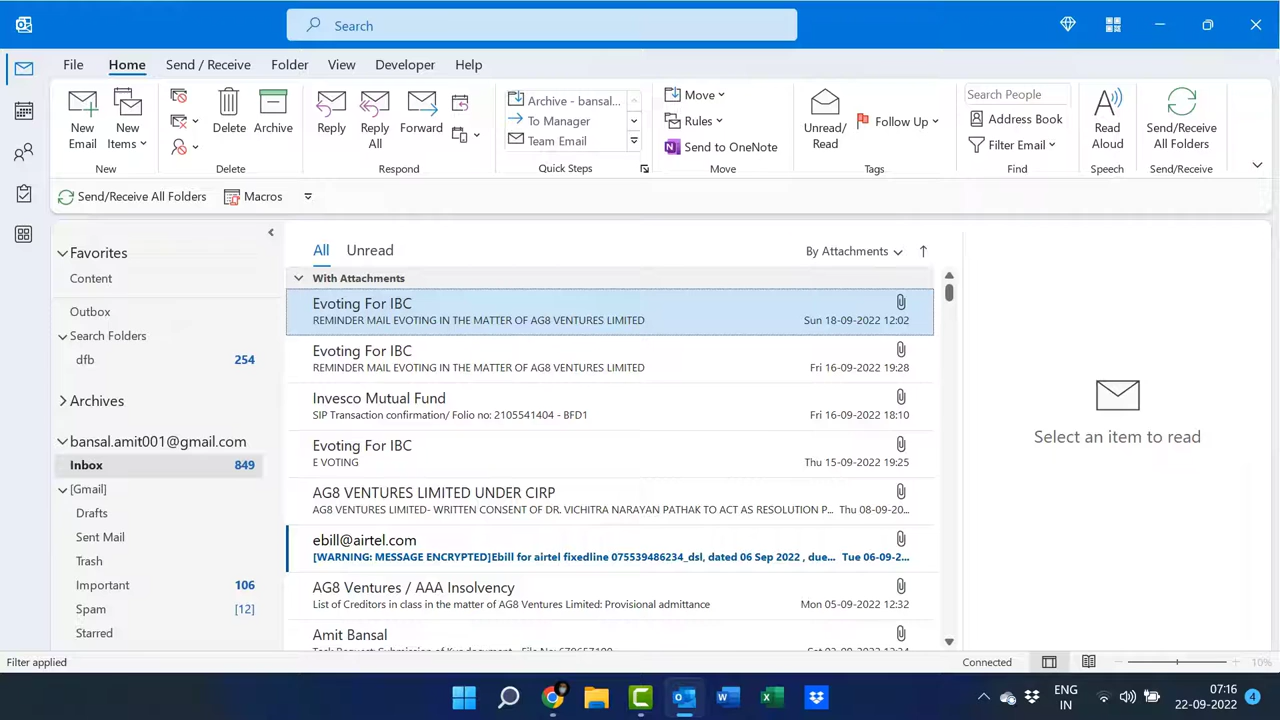 Search
File Home Send / Receive Folder View Developer Help
New Email
New Items
Delete
Archive
Reply
Reply All
Forward
Archive - bansal...
To Manager
Team Email
Move
Rules
Send to OneNote
Unread/ Read
Follow Up
Search People
Address Book
Filter Email
Read Aloud
Send/Receive All Folders
New Delete Respond Quick Steps Move Tags Find Speech Send/Receive
Send/Receive All Folders Macros
Favorites
Content
Outbox
Search Folders
dfb 254
Archives
bansal.amit001@gmail.com
Inbox 849
[Gmail]
Drafts
Sent Mail
Trash
Important 106
Spam [12]
Starred
All Unread By Attachments
With Attachments
Evoting For IBC
REMINDER MAIL EVOTING IN THE MATTER OF AG8 VENTURES LIMITED Sun 18-09-2022 12:02
Evoting For IBC
REMINDER MAIL EVOTING IN THE MATTER OF AG8 VENTURES LIMITED Fri 16-09-2022 19:28
Invesco Mutual Fund
SIP Transaction confirmation/ Folio no: 2105541404 - BFD1 Fri 16-09-2022 18:10
Evoting For IBC
E VOTING Thu 15-09-2022 19:25
AG8 VENTURES LIMITED UNDER CIRP
AG8 VENTURES LIMITED- WRITTEN CONSENT OF DR. VICHITRA NARAYAN PATHAK TO ACT AS RESOLUTION P... Thu 08-09-20...
ebill@airtel.com
[WARNING: MESSAGE ENCRYPTED]Ebill for airtel fixedline 075539486234_dsl, dated 06 Sep 2022 , due... Tue 06-09-2...
AG8 Ventures / AAA Insolvency
List of Creditors in class in the matter of AG8 Ventures Limited: Provisional admittance Mon 05-09-2022 12:32
Amit Bansal
Select an item to read
Filter applied
Connected
10%
ENG
IN
07:16
22-09-2022
4